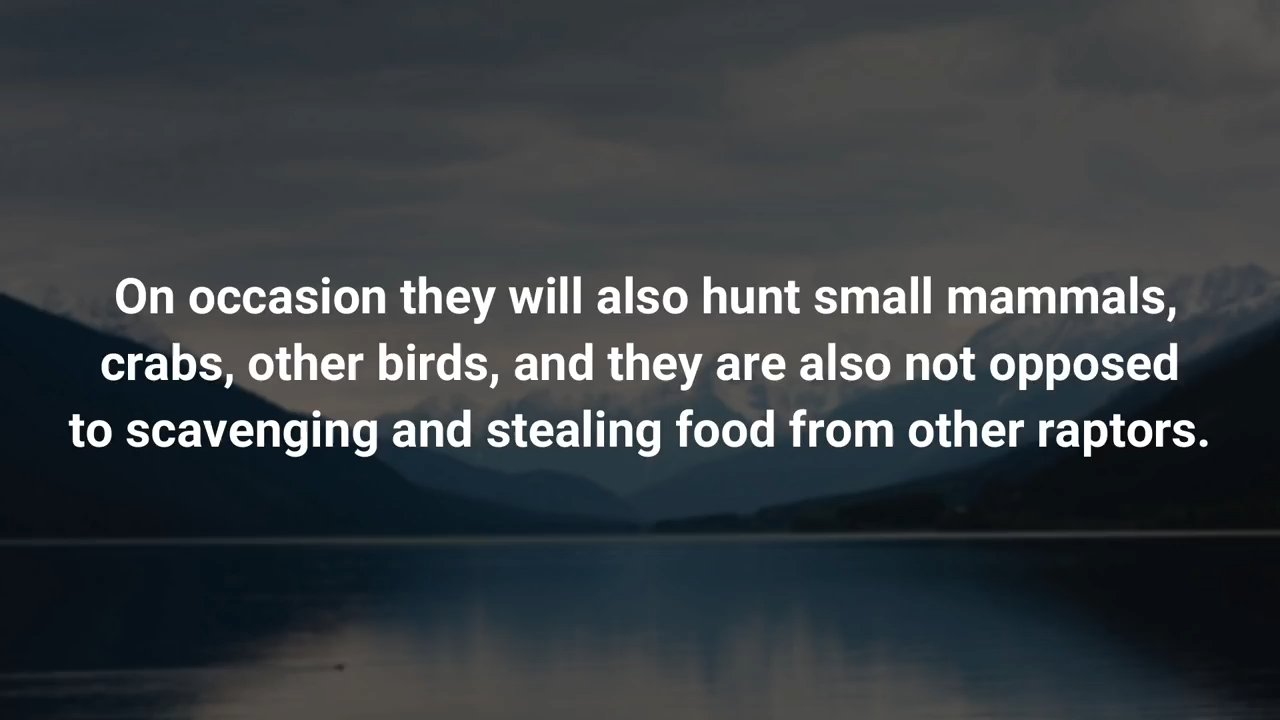 On occasion they will also hunt small mammals,
crabs, other birds, and they are also not opposed
to scavenging and stealing food from other raptors.